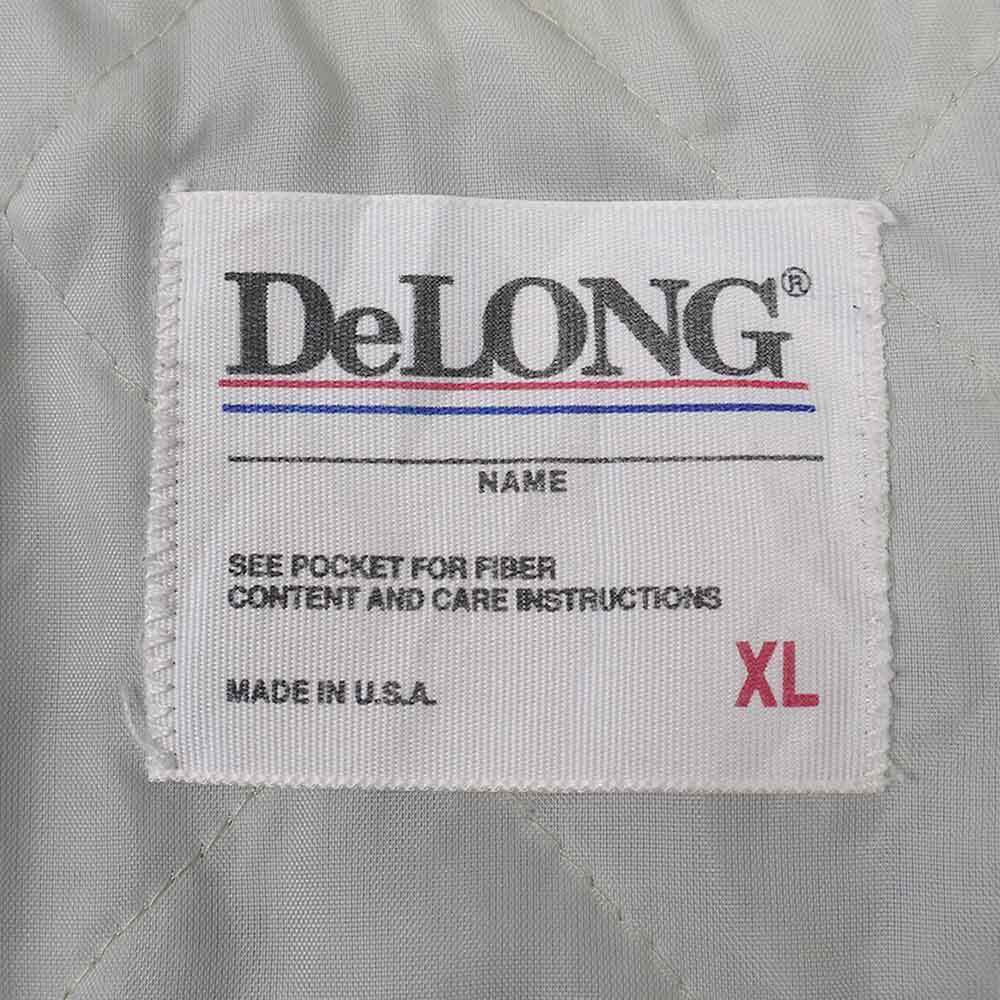 DeLONG®
NAME
SEE POCKET FOR FIBER
CONTENT AND CARE INSTRUCTIONS
XL
MADE IN U.S.A.